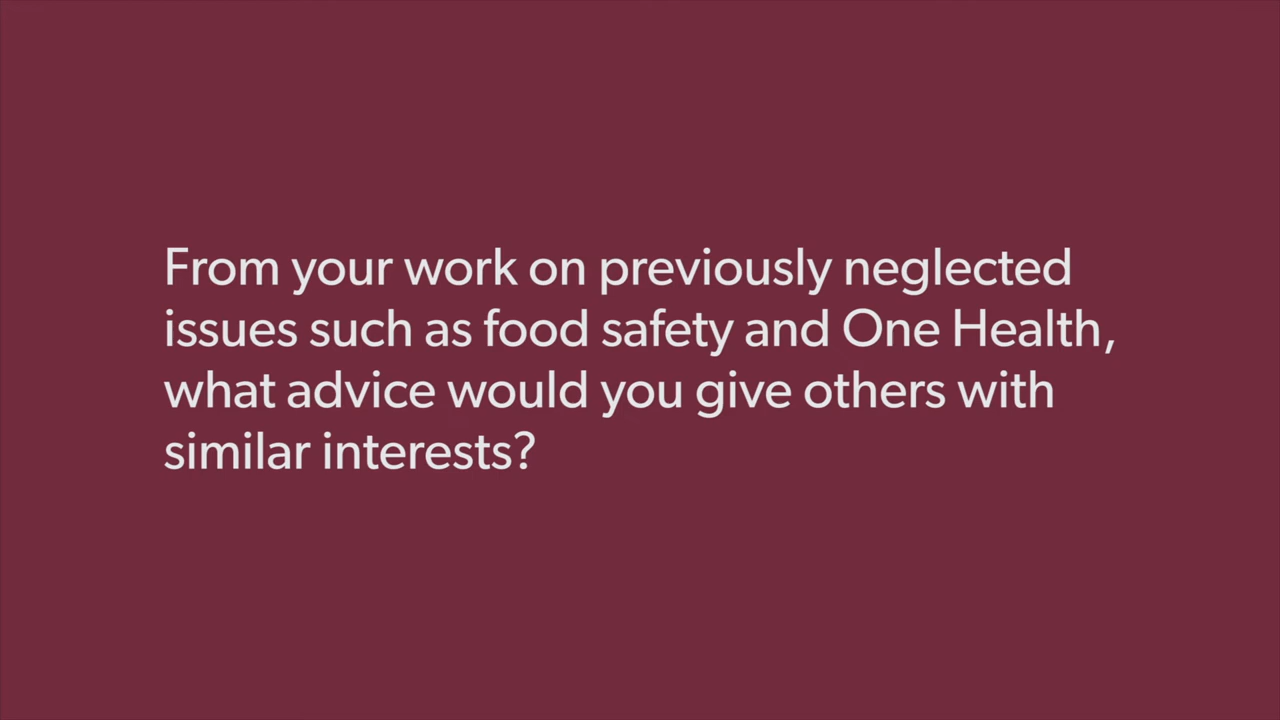 From your work on previously neglected
issues such as food safety and One Health,
what advice would you give others with
similar interests?